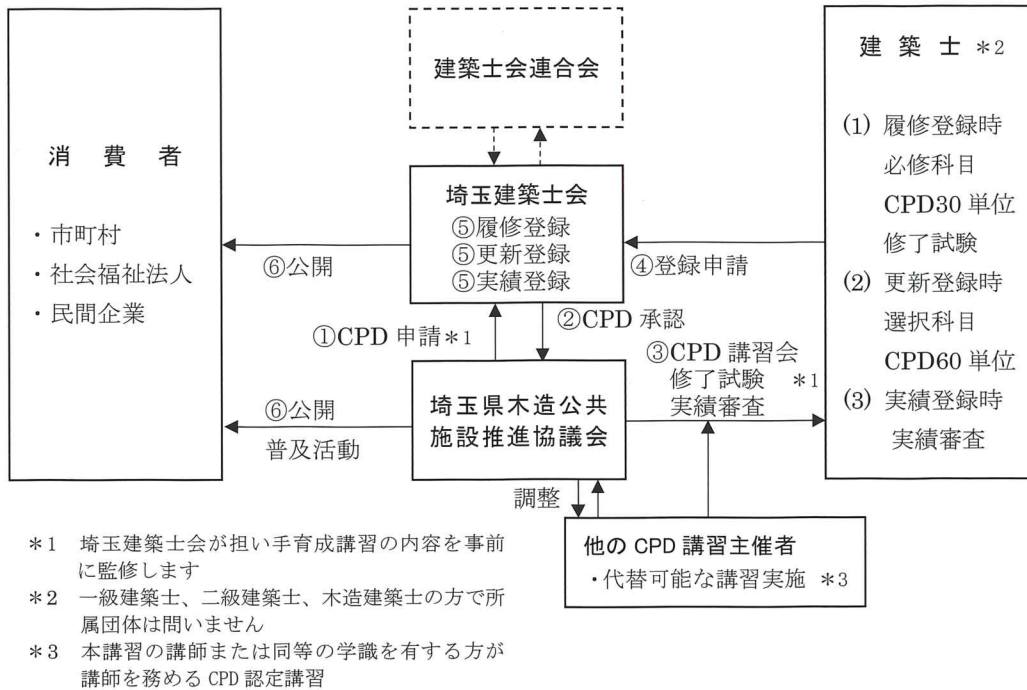 消費者
・市町村
・社会福祉法人
・民間企業
建築士会連合会
埼玉建築士会
⑤履修登録
⑤更新登録
⑤実績登録
⑥公開
④登録申請
①CPD 申請*1
②CPD 承認
埼玉県木造公共
施設推進協議会
⑥公開
普及活動
③CPD 講習会
修了試験 *1
実績審査
調整
他の CPD 講習主催者
・代替可能な講習実施 *3
建築士 *2
(1) 履修登録時
必修科目
CPD30 単位
修了試験
(2) 更新登録時
選択科目
CPD60 単位
(3) 実績登録時
実績審査
*1 埼玉建築士会が担い手育成講習の内容を事前
に監修します
*2 一級建築士、二級建築士、木造建築士の方で所
属団体は問いません
*3 本講習の講師または同等の学識を有する方が
講師を務める CPD 認定講習